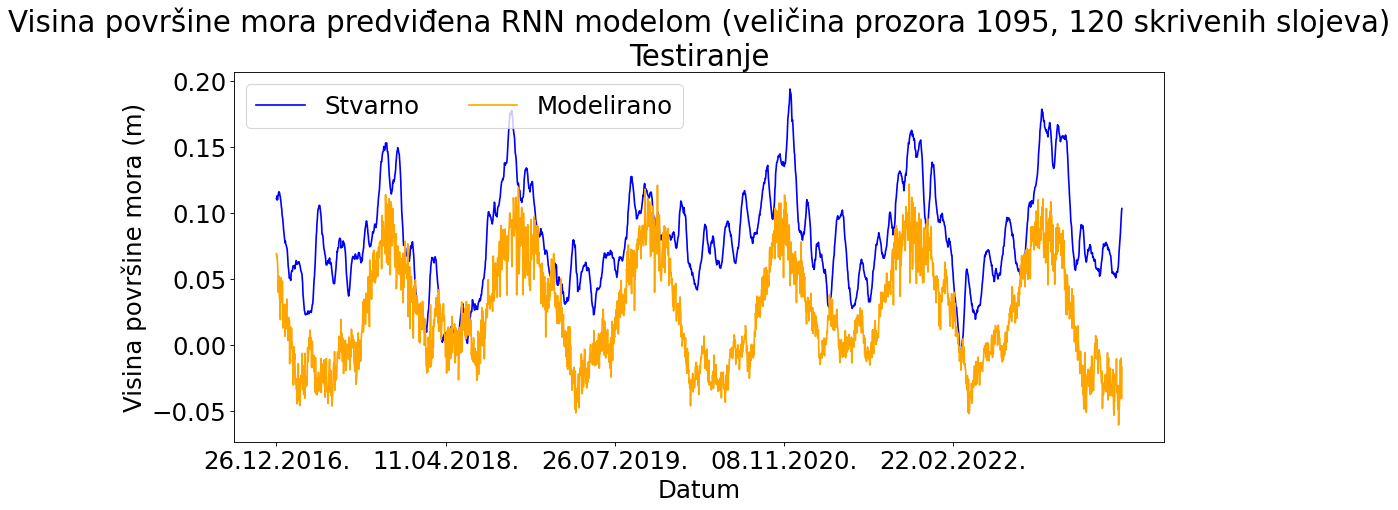 Visina površine mora predviđena RNN modelom (veličina prozora 1095, 120 skrivenih slojeva)
Testiranje
Stvarno Modelirano
Visina površine mora (m)
0.20
0.15
0.10
0.05
0.00
−0.05
26.12.2016. 11.04.2018. 26.07.2019. 08.11.2020. 22.02.2022.
Datum